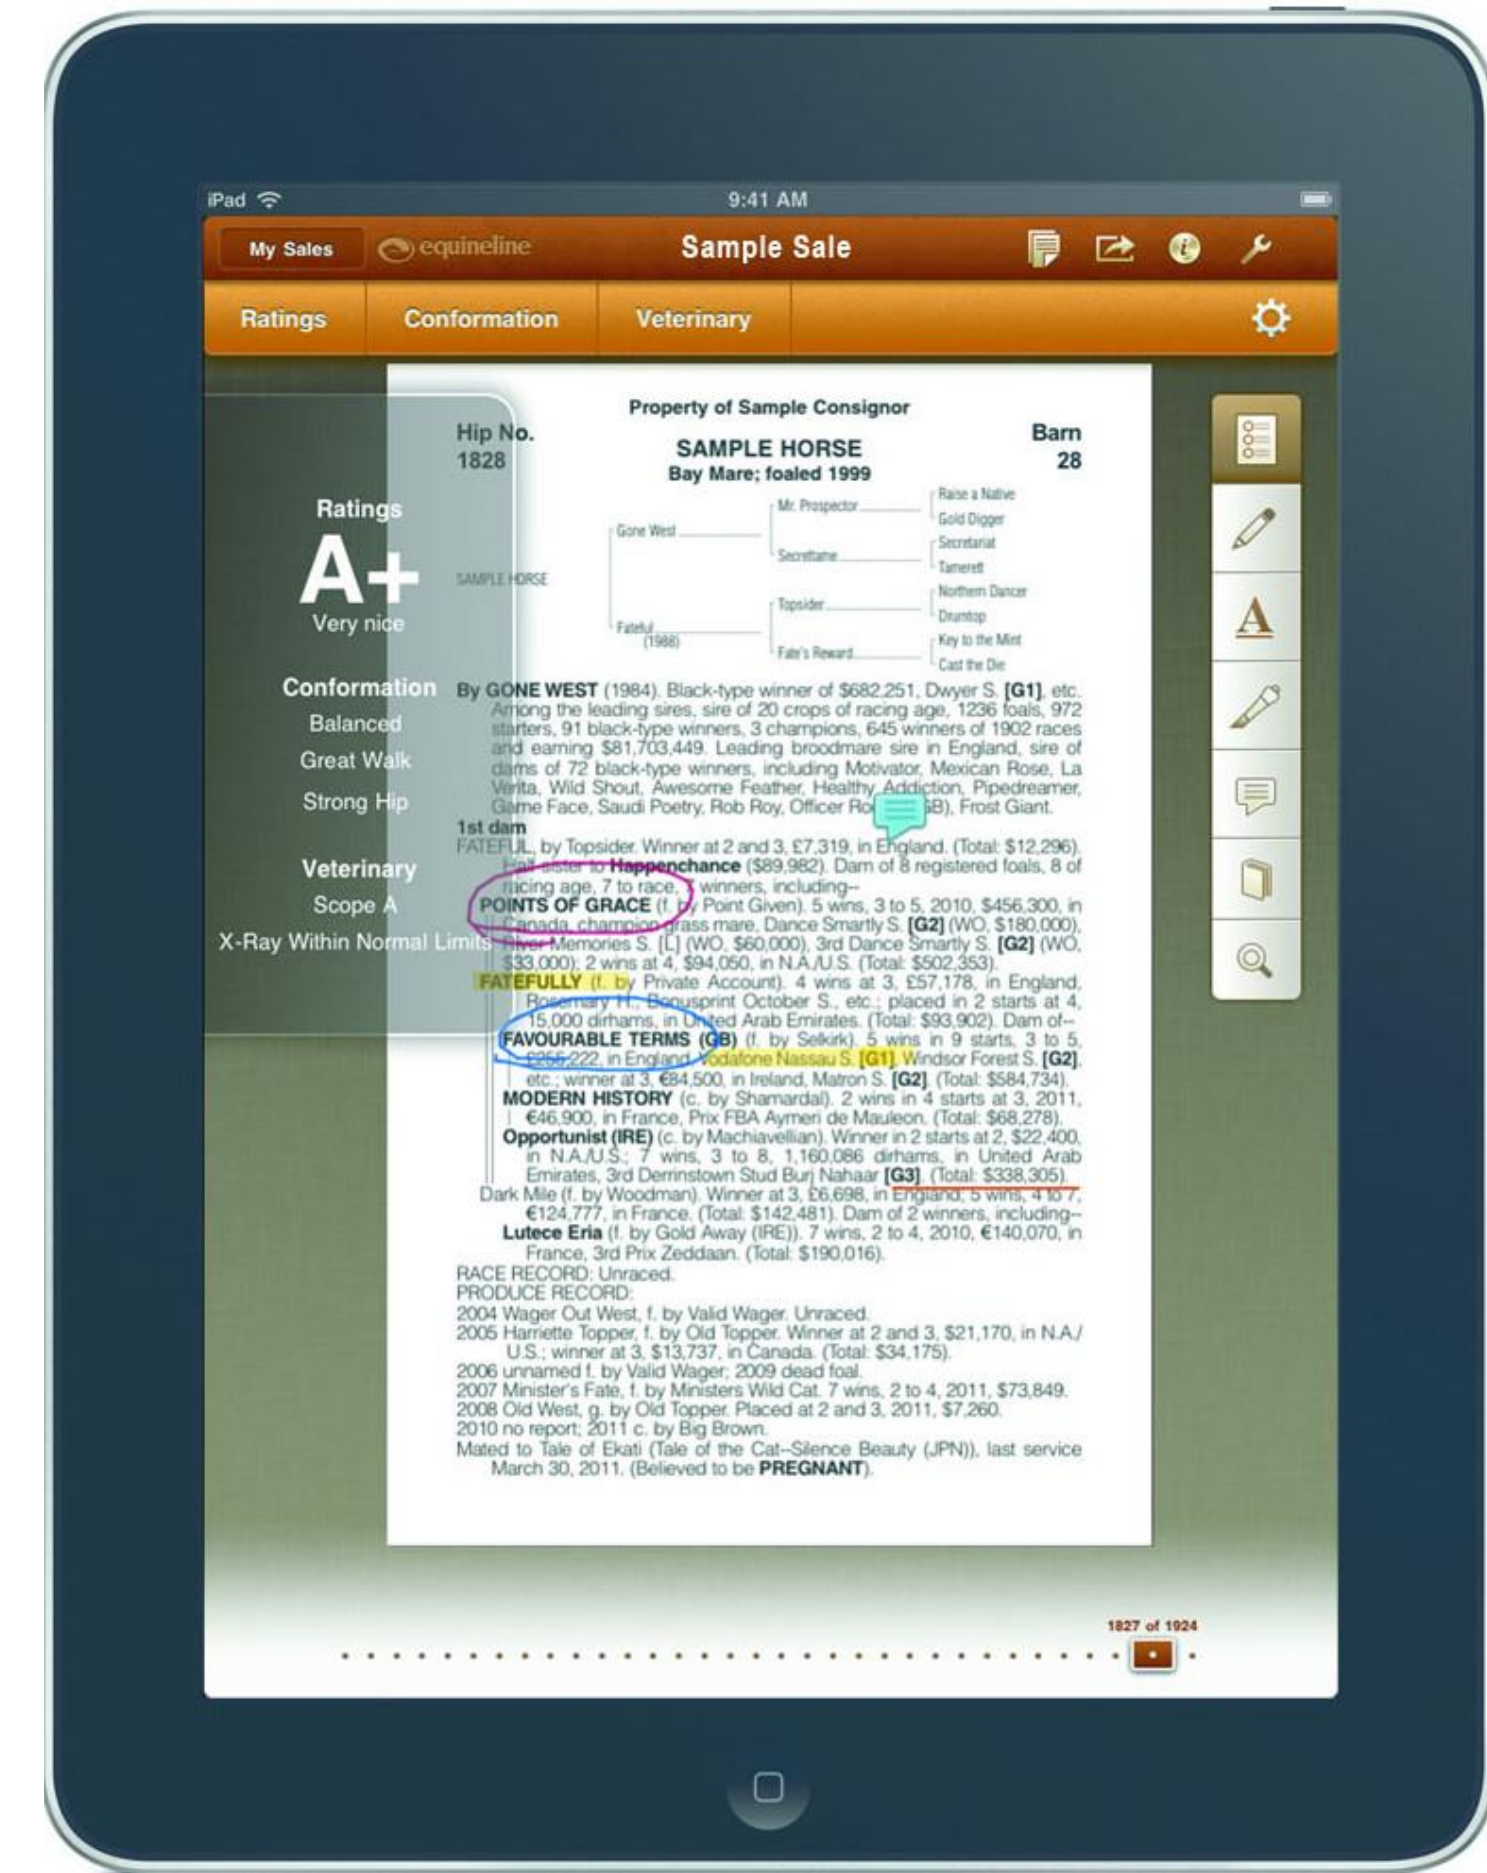 iPad
9:41 AM
My Sales
equineline
Sample Sale
Ratings
Conformation
Veterinary
Property of Sample Consignor
Hip No.
1828
SAMPLE HORSE
Barn
28
Bay Mare; foaled 1999
Raise a Native
Mr. Prospector
Gold Digger
Gone West
Secretariat
Secrettame
Tamerett
SAMPLE HORSE
Northern Dancer
Topsider
Drumtop
Fateful
(1988)
Key to the Mint
Fate's Reward
Cast the Die
Ratings
A+
Very nice
Conformation
Balanced
Great Walk
Strong Hip
Veterinary
Scope A
X-Ray Within Normal Limits
By GONE WEST (1984). Black-type winner of $682,251, Dwyer S. [G1], etc.
Among the leading sires, sire of 20 crops of racing age, 1236 foals, 972
starters, 91 black-type winners, 3 champions, 645 winners of 1902 races
and earning $81,703,449. Leading broodmare sire in England, sire of
dams of 72 black-type winners, including Motivator, Mexican Rose, La
Verita, Wild Shout, Awesome Feather, Healthy Addiction, Pipedreamer,
Game Face, Saudi Poetry, Rob Roy, Officer GB), Frost Giant.
1st dam
FATEFUL, by Topsider. Winner at 2 and 3, £7,319, in England. (Total: $12,296).
Half-sister to Happenchance ($89,982). Dam of 8 registered foals, 8 of
racing age, 7 to race, 7 winners, including--
POINTS OF GRACE (f. by Point Given). 5 wins, 3 to 5, 2010, $456,300, in
Canada, champion grass mare, Dance Smartly S. [G2] (WO, $180,000),
River Memories S. [L] (WO, $60,000), 3rd Dance Smartly S. [G2] (WO,
$33,000); 2 wins at 4, $94,050, in N.A./U.S. (Total: $502,353).
FATEFULLY (f. by Private Account). 4 wins at 3, £57,178, in England,
Rosemary H., Bonusprint October S., etc.; placed in 2 starts at 4,
15,000 dirhams, in United Arab Emirates. (Total: $93,902). Dam of--
FAVOURABLE TERMS (GB) (f. by Selkirk). 5 wins in 9 starts, 3 to 5,
£256,222, in England, Vodafone Nassau S. [G1], Windsor Forest S. [G2],
etc.; winner at 3, €84,500, in Ireland, Matron S. [G2]. (Total: $584,734).
MODERN HISTORY (c. by Shamardal). 2 wins in 4 starts at 3, 2011,
€46,900, in France, Prix FBA Aymeri de Mauleon. (Total: $68,278).
Opportunist (IRE) (c. by Machiavellian). Winner in 2 starts at 2, $22,400,
in N.A./U.S.; 7 wins, 3 to 8, 1,160,086 dirhams, in United Arab
Emirates, 3rd Derrinstown Stud Burj Nahaar [G3]. (Total: $338,305).
Dark Mile (f. by Woodman). Winner at 3, £6,698, in England; 5 wins, 4 to 7,
€124,777, in France. (Total: $142,481). Dam of 2 winners, including--
Lutece Eria (f. by Gold Away (IRE)). 7 wins, 2 to 4, 2010, €140,070, in
France, 3rd Prix Zeddaan. (Total: $190,016).
RACE RECORD: Unraced.
PRODUCE RECORD:
2004 Wager Out West, f. by Valid Wager. Unraced.
2005 Harriette Topper, f. by Old Topper. Winner at 2 and 3, $21,170, in N.A./
U.S.; winner at 3, $13,737, in Canada. (Total: $34,175).
2006 unnamed f. by Valid Wager; 2009 dead foal.
2007 Minister's Fate, f. by Ministers Wild Cat. 7 wins, 2 to 4, 2011, $73,849.
2008 Old West, g. by Old Topper. Placed at 2 and 3, 2011, $7,260.
2010 no report; 2011 c. by Big Brown.
Mated to Tale of Ekati (Tale of the Cat--Silence Beauty (JPN)), last service
March 30, 2011. (Believed to be PREGNANT).
A
1827 of 1924